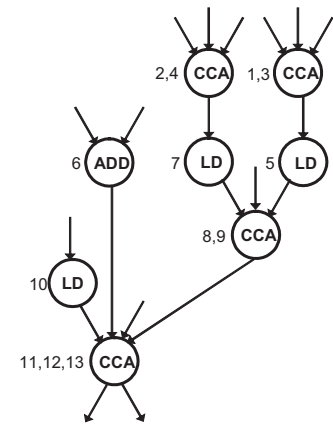 2,4 CCA 1,3 CCA
6 ADD 7 LD 5 LD
8,9 CCA
10 LD
11,12,13 CCA